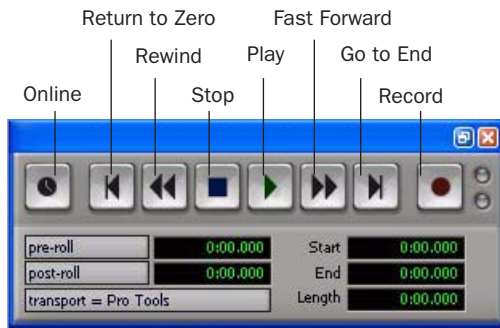 Return to Zero Fast Forward
Rewind Play Go to End
Online Stop Record
pre-roll 0:00.000 Start 0:00.000
post-roll 0:00.000 End 0:00.000
transport = Pro Tools Length 0:00.000